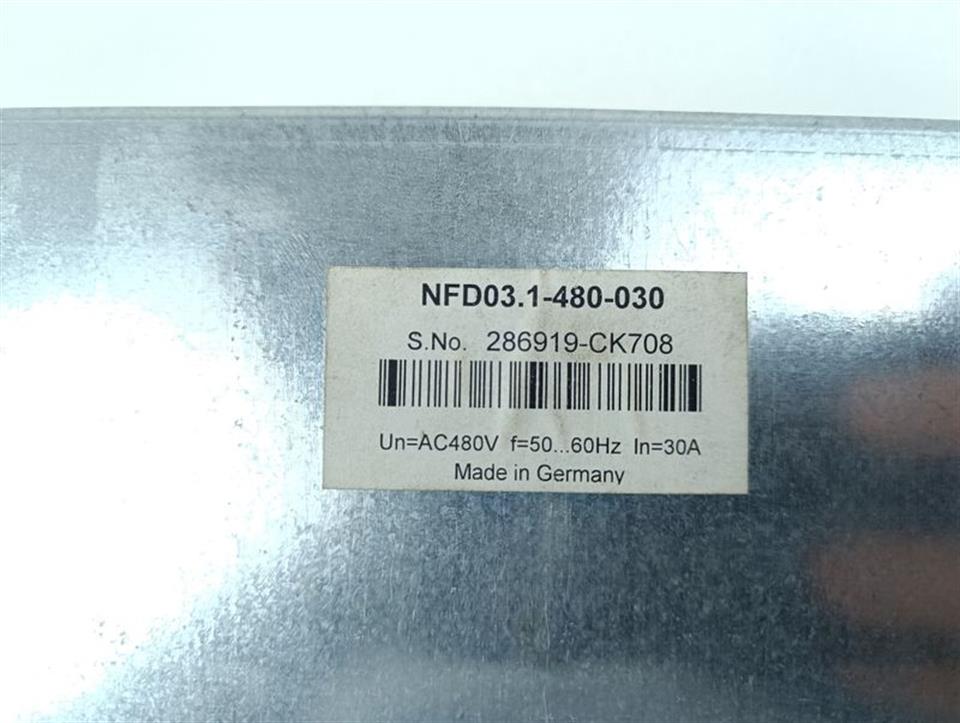 NFD03.1-480-030
S.No. 286919-CK708
Un=AC480V f=50...60Hz In=30A
Made in Germany